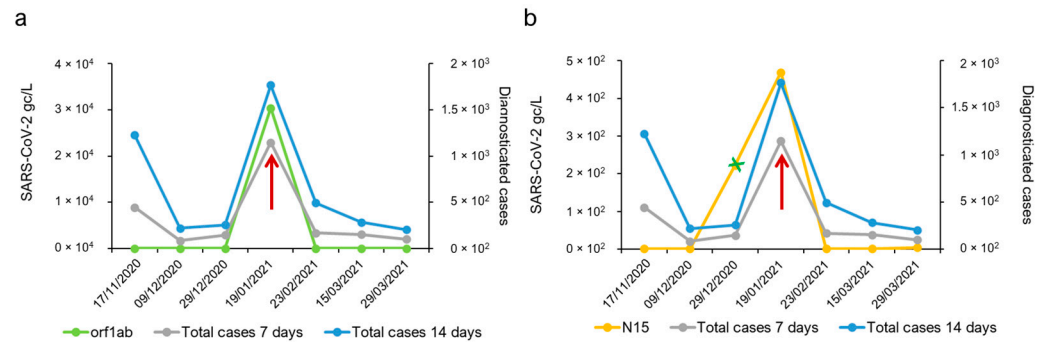 a
SARS-CoV-2 gc/L
4 × 10⁴
3 × 10⁴
2 × 10⁴
1 × 10⁴
0 × 10⁴
2 × 10³
1.5 × 10³
1 × 10³
5 × 10²
0 × 10²
Diagnosticated cases
17/11/2020
09/12/2020
29/12/2020
19/01/2021
23/02/2021
15/03/2021
29/03/2021
orf1ab Total cases 7 days Total cases 14 days
b
SARS-CoV-2 gc/L
5 × 10²
4 × 10²
3 × 10²
2 × 10²
1 × 10²
0 × 10²
2 × 10³
1.5 × 10³
1 × 10³
5 × 10²
0 × 10²
Diagnosticated cases
17/11/2020
09/12/2020
29/12/2020
19/01/2021
23/02/2021
15/03/2021
29/03/2021
N15 Total cases 7 days Total cases 14 days